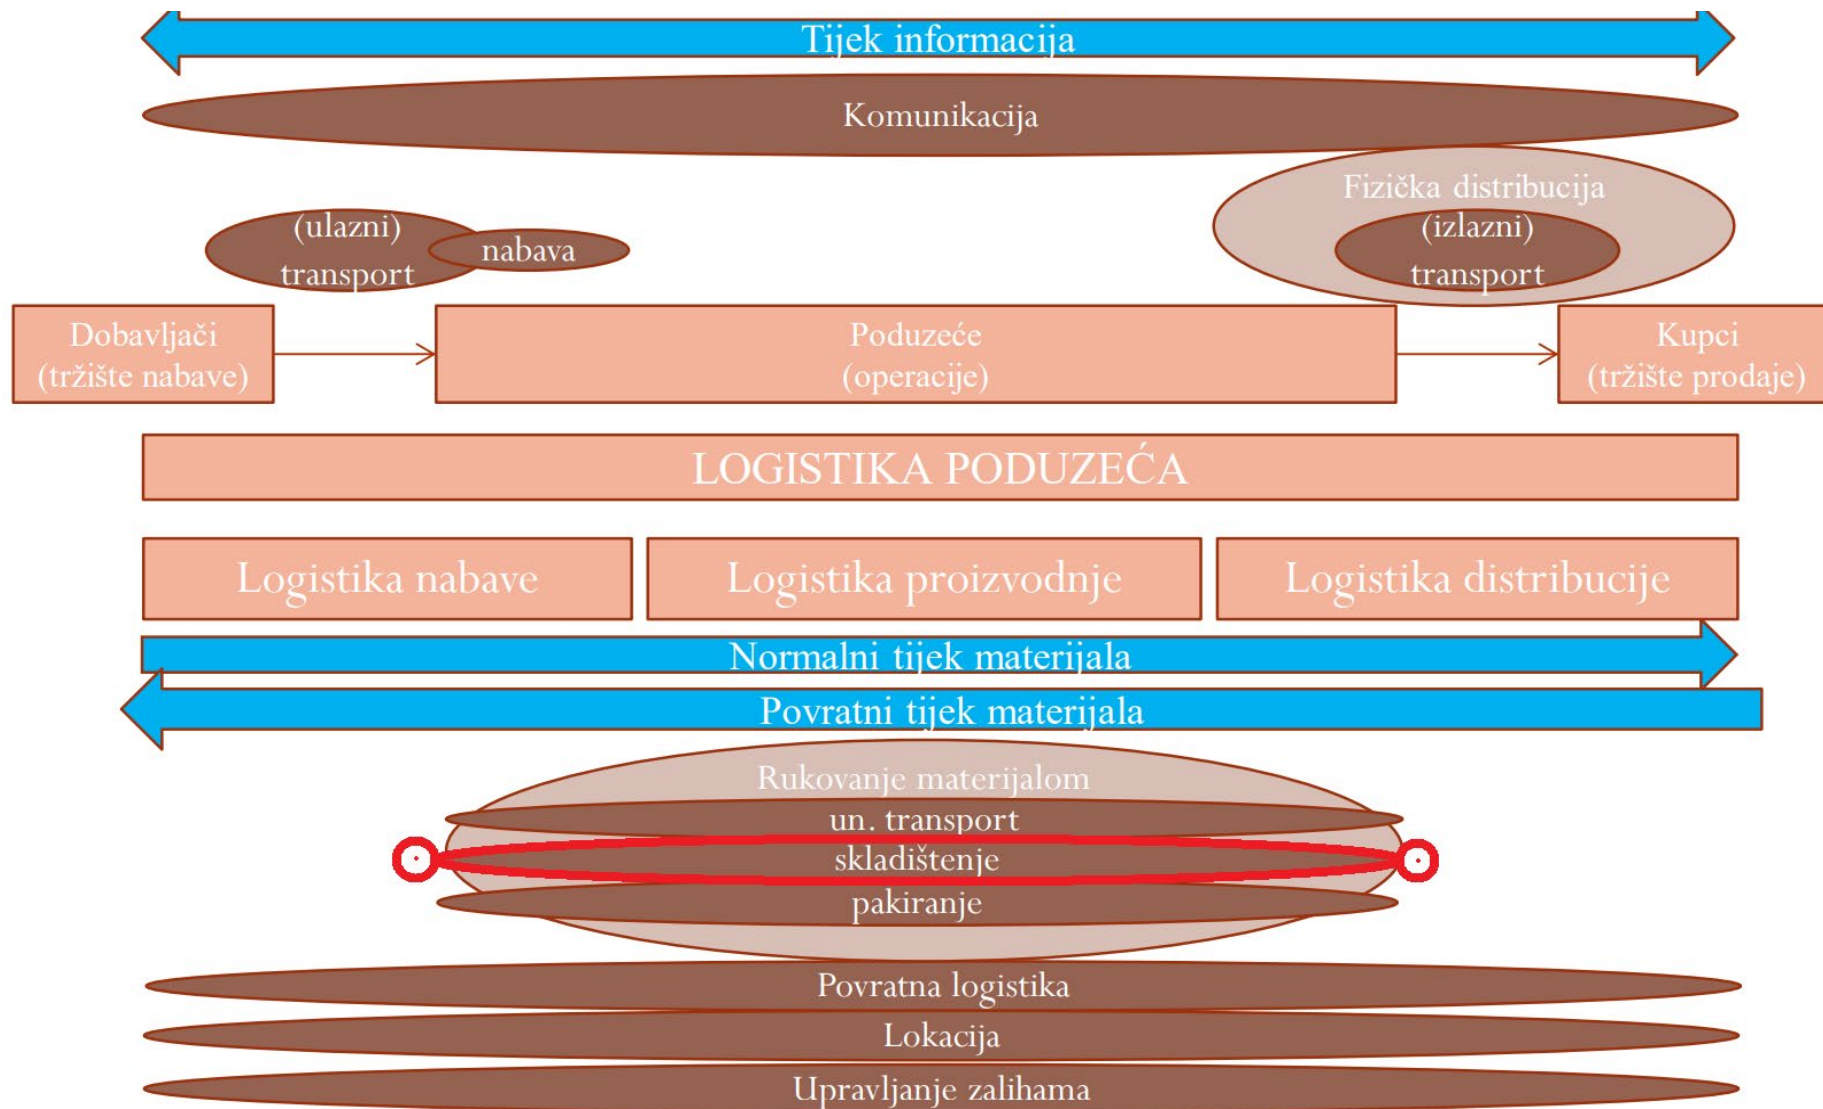 Tijek informacija
Komunikacija
Fizička distribucija
(izlazni)
transport
(ulazni)
transport
nabava
Dobavljači
(tržište nabave)
Poduzeće
(operacije)
Kupci
(tržište prodaje)
LOGISTIKA PODUZEĆA
Logistika nabave
Logistika proizvodnje
Logistika distribucije
Normalni tijek materijala
Povratni tijek materijala
Rukovanje materijalom
un. transport
skladištenje
pakiranje
Povratna logistika
Lokacija
Upravljanje zalihama